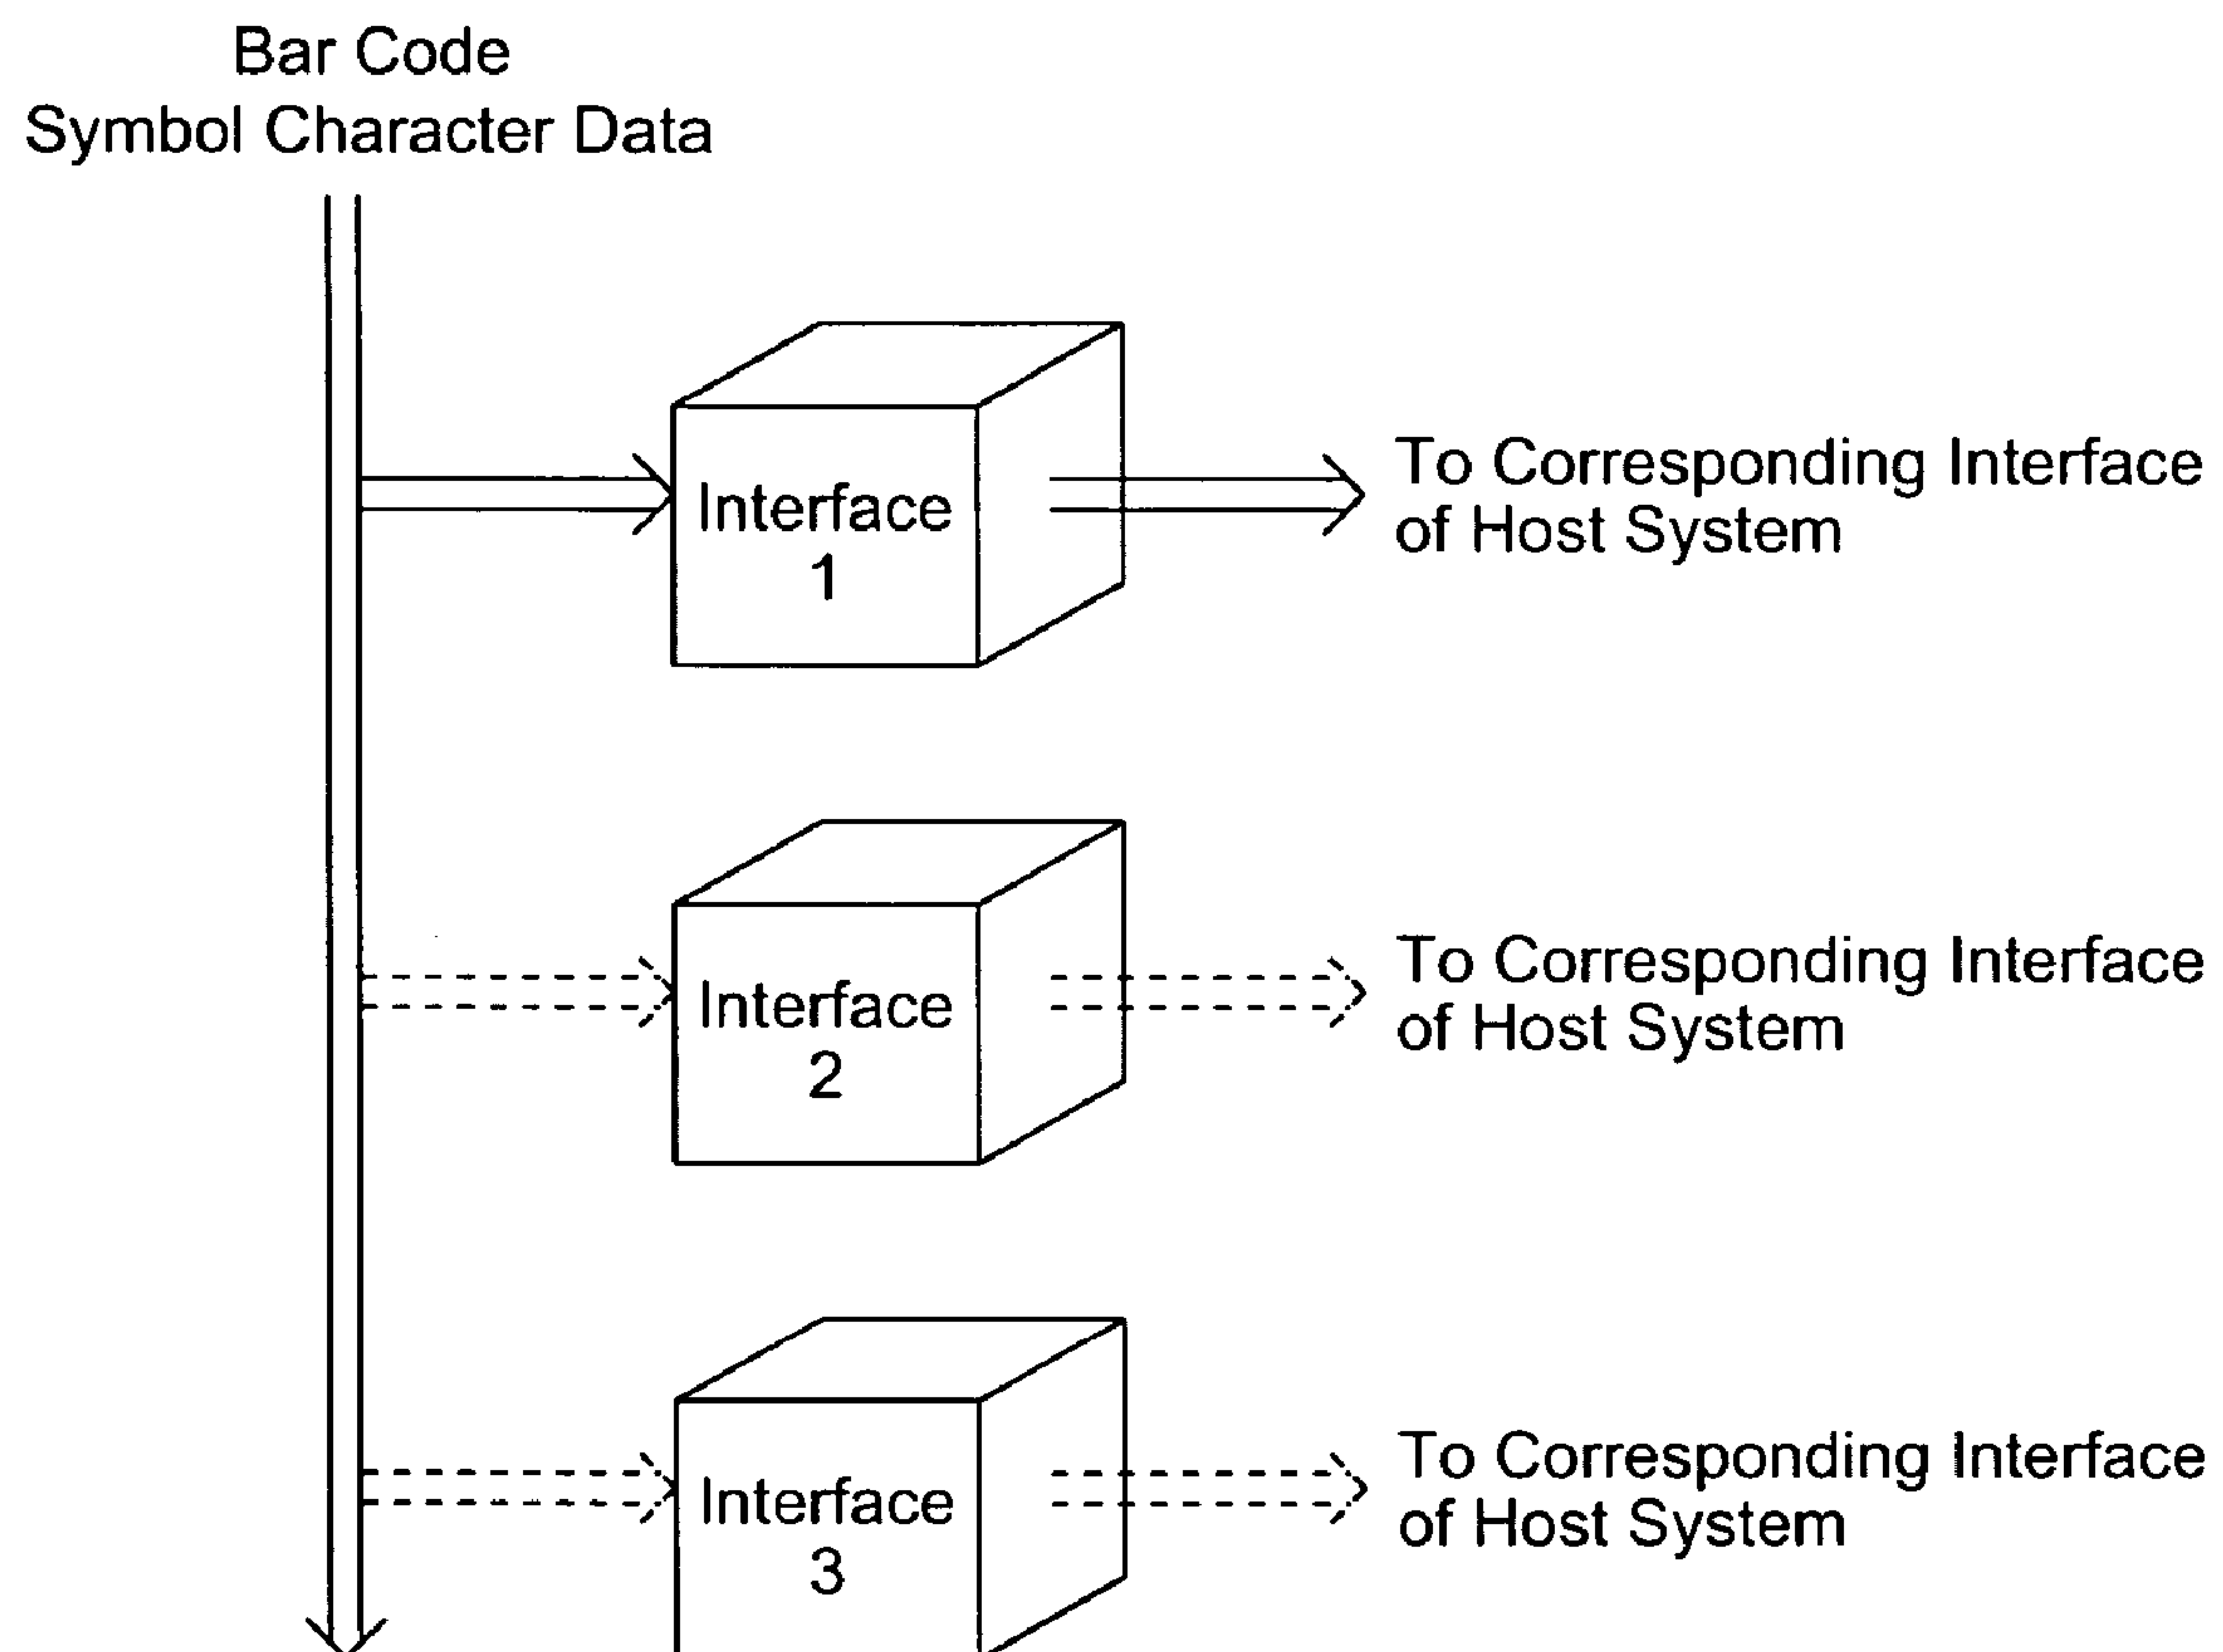 Bar Code
Symbol Character Data
Interface
1
To Corresponding Interface
of Host System
Interface
2
To Corresponding Interface
of Host System
Interface
3
To Corresponding Interface
of Host System